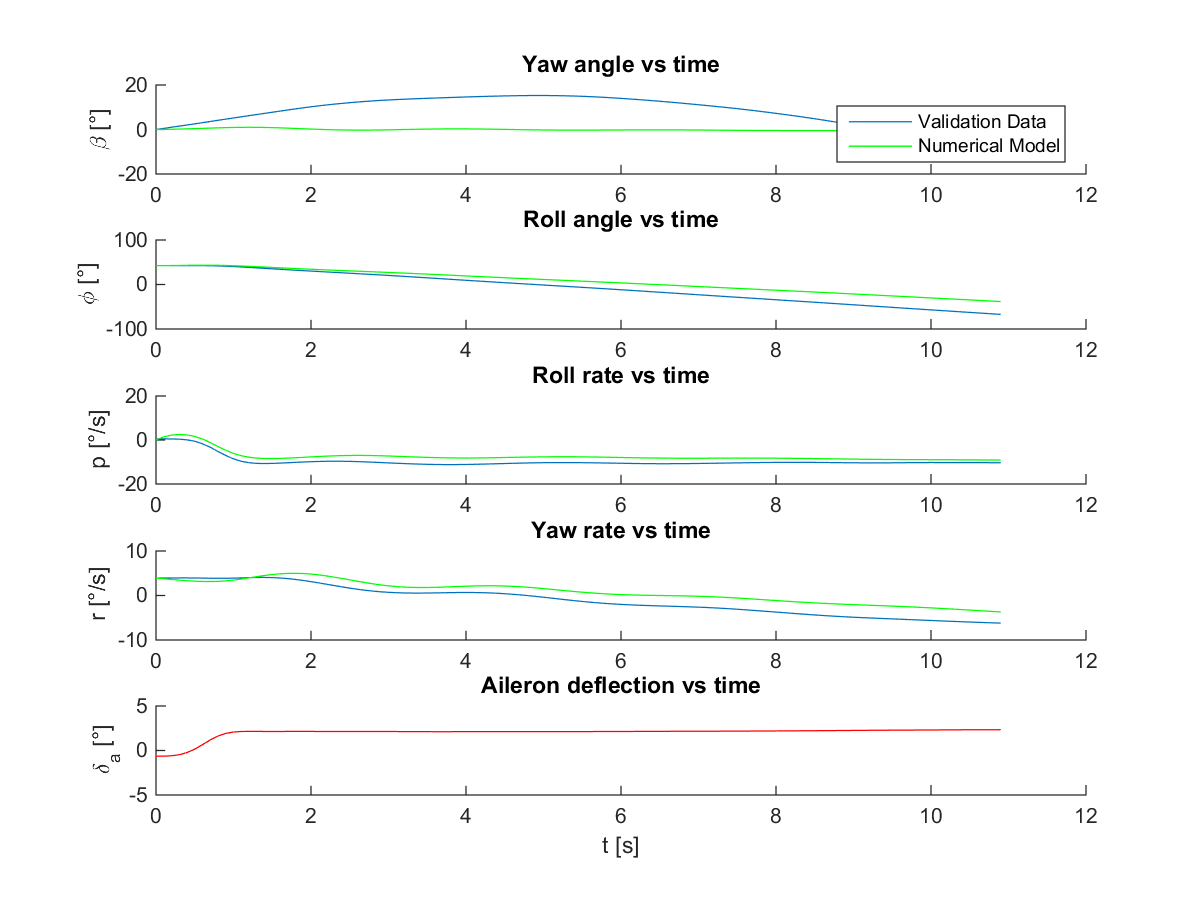 Yaw angle vs time
20
0
-20
β [°]
Validation Data
Numerical Model
0 2 4 6 8 10 12
Roll angle vs time
100
0
-100
ϕ [°]
0 2 4 6 8 10 12
Roll rate vs time
20
0
-20
p [°/s]
0 2 4 6 8 10 12
Yaw rate vs time
10
0
-10
r [°/s]
0 2 4 6 8 10 12
Aileron deflection vs time
5
0
-5
δa [°]
0 2 4 6 8 10 12
t [s]